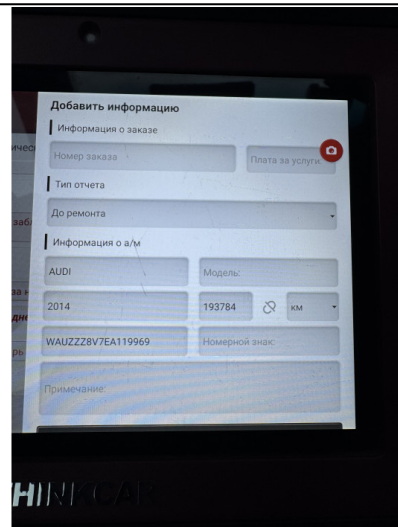 Добавить информацию
Информация о заказе
Номер заказа Плата за услуги:
Тип отчета
До ремонта
Информация о а/м
AUDI Модель:
2014 193784 км
WAUZZZ8V7EA119969 Номерной знак:
Примечание:
THINKCAR